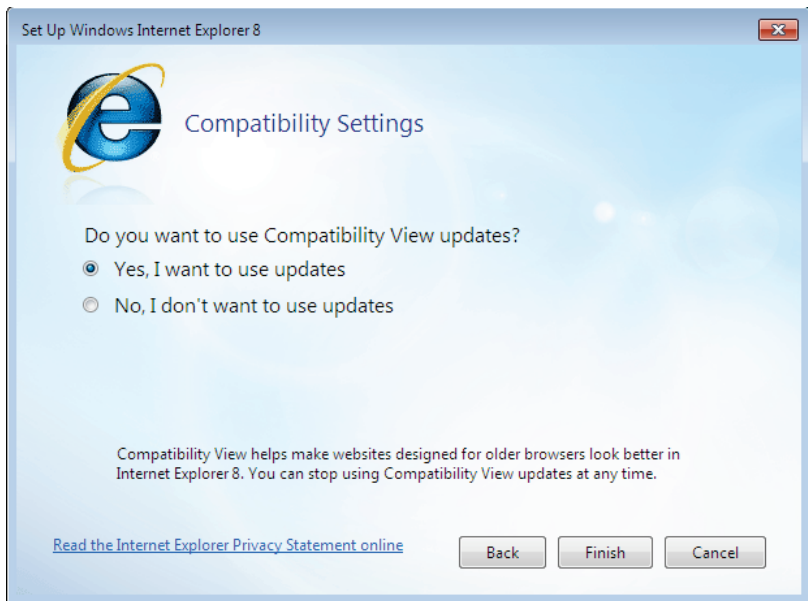 Set Up Windows Internet Explorer 8
Compatibility Settings
Do you want to use Compatibility View updates?
Yes, I want to use updates
No, I don't want to use updates
Compatibility View helps make websites designed for older browsers look better in
Internet Explorer 8. You can stop using Compatibility View updates at any time.
Read the Internet Explorer Privacy Statement online
Back
Finish
Cancel